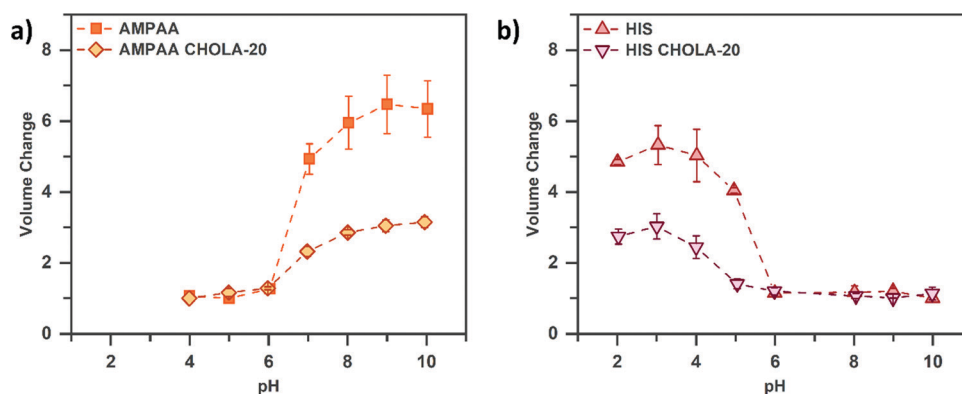 a)
AMPAA
AMPAA CHOLA-20
Volume Change
8
6
4
2
0
2 4 6 8 10
pH
b)
HIS
HIS CHOLA-20
Volume Change
8
6
4
2
0
2 4 6 8 10
pH